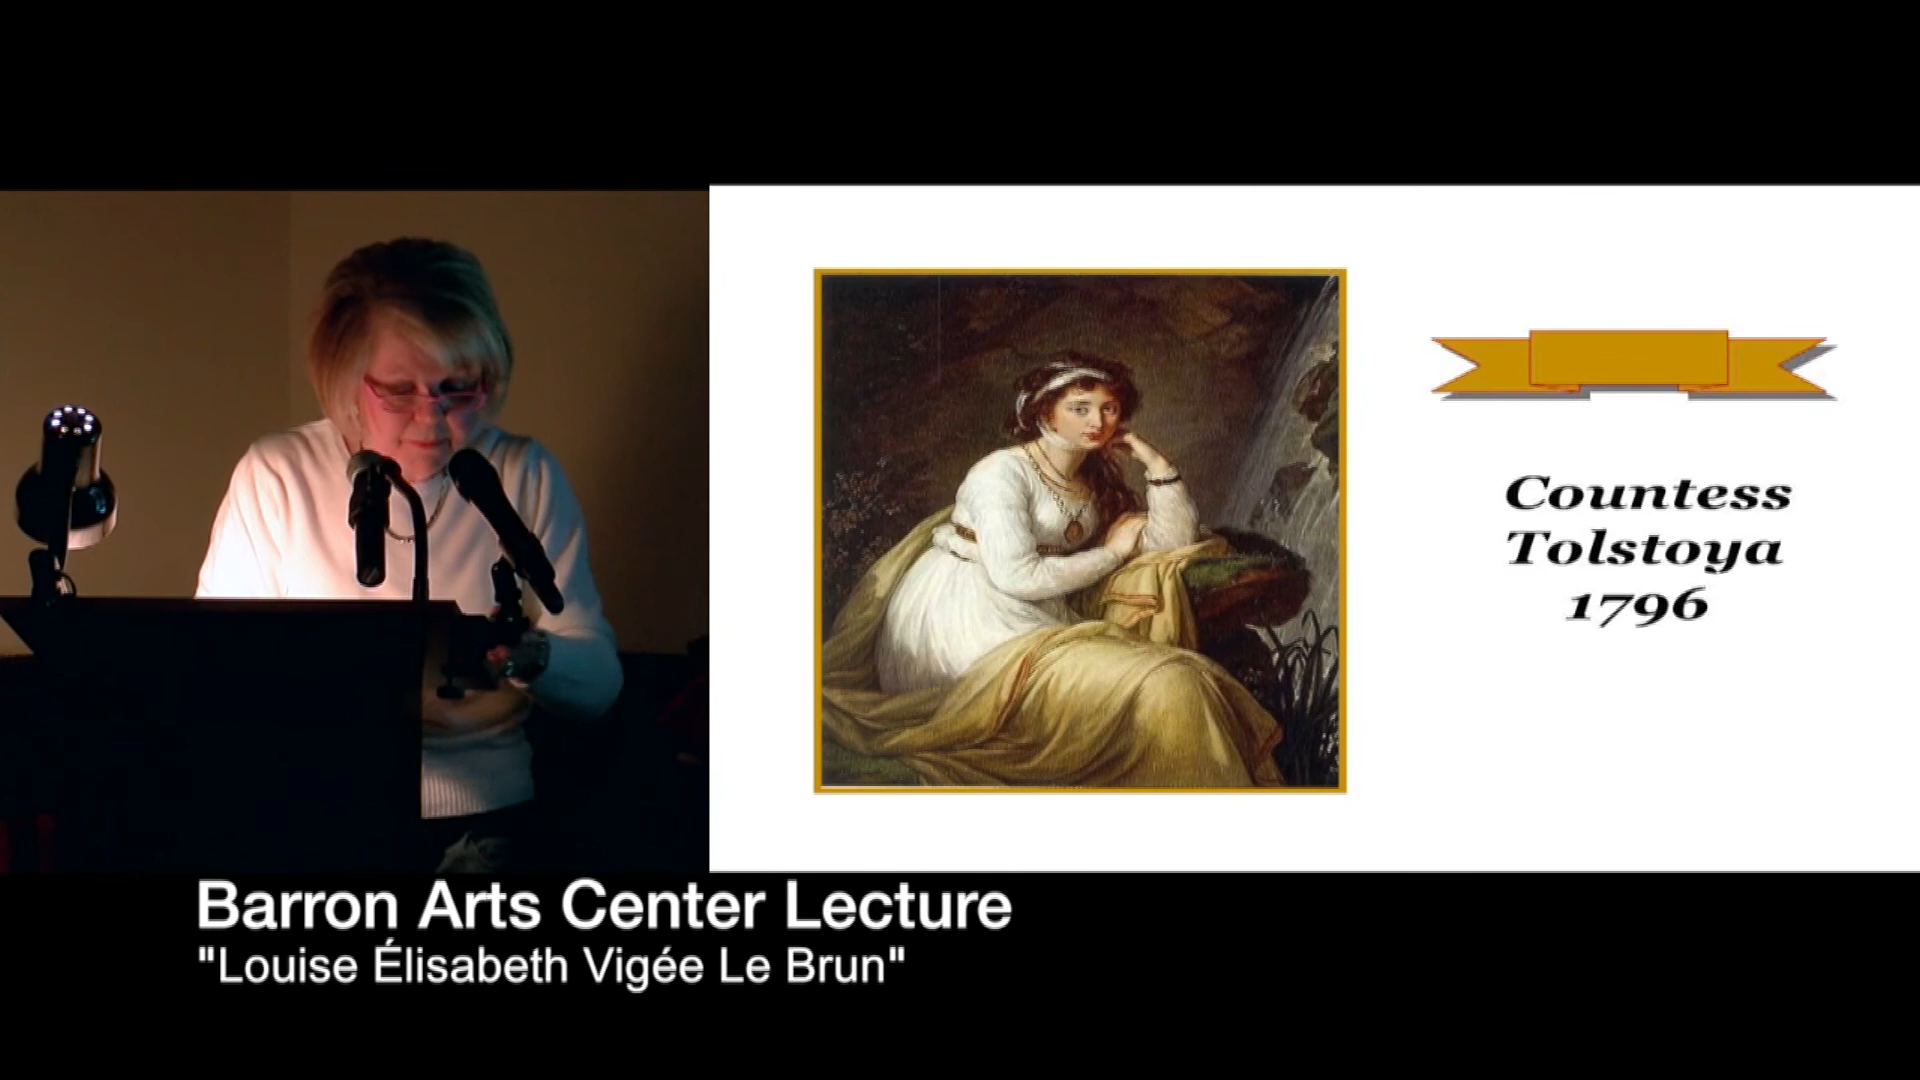 Countess
Tolstoya
1796
Barron Arts Center Lecture
"Louise Élisabeth Vigée Le Brun"